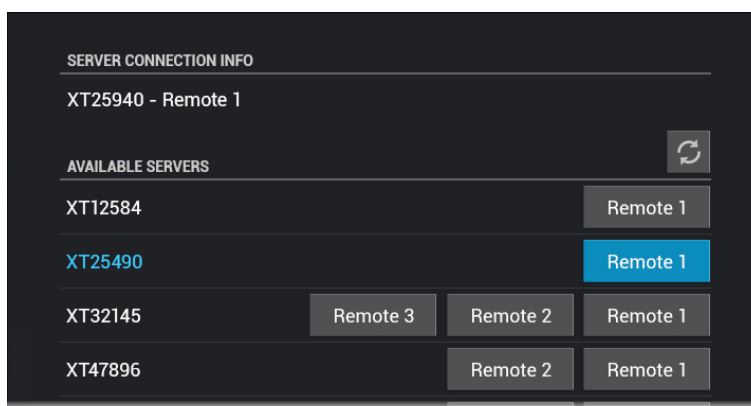 SERVER CONNECTION INFO
XT25940 - Remote 1
AVAILABLE SERVERS
XT12584 Remote 1
XT25490 Remote 1
XT32145 Remote 3 Remote 2 Remote 1
XT47896 Remote 2 Remote 1